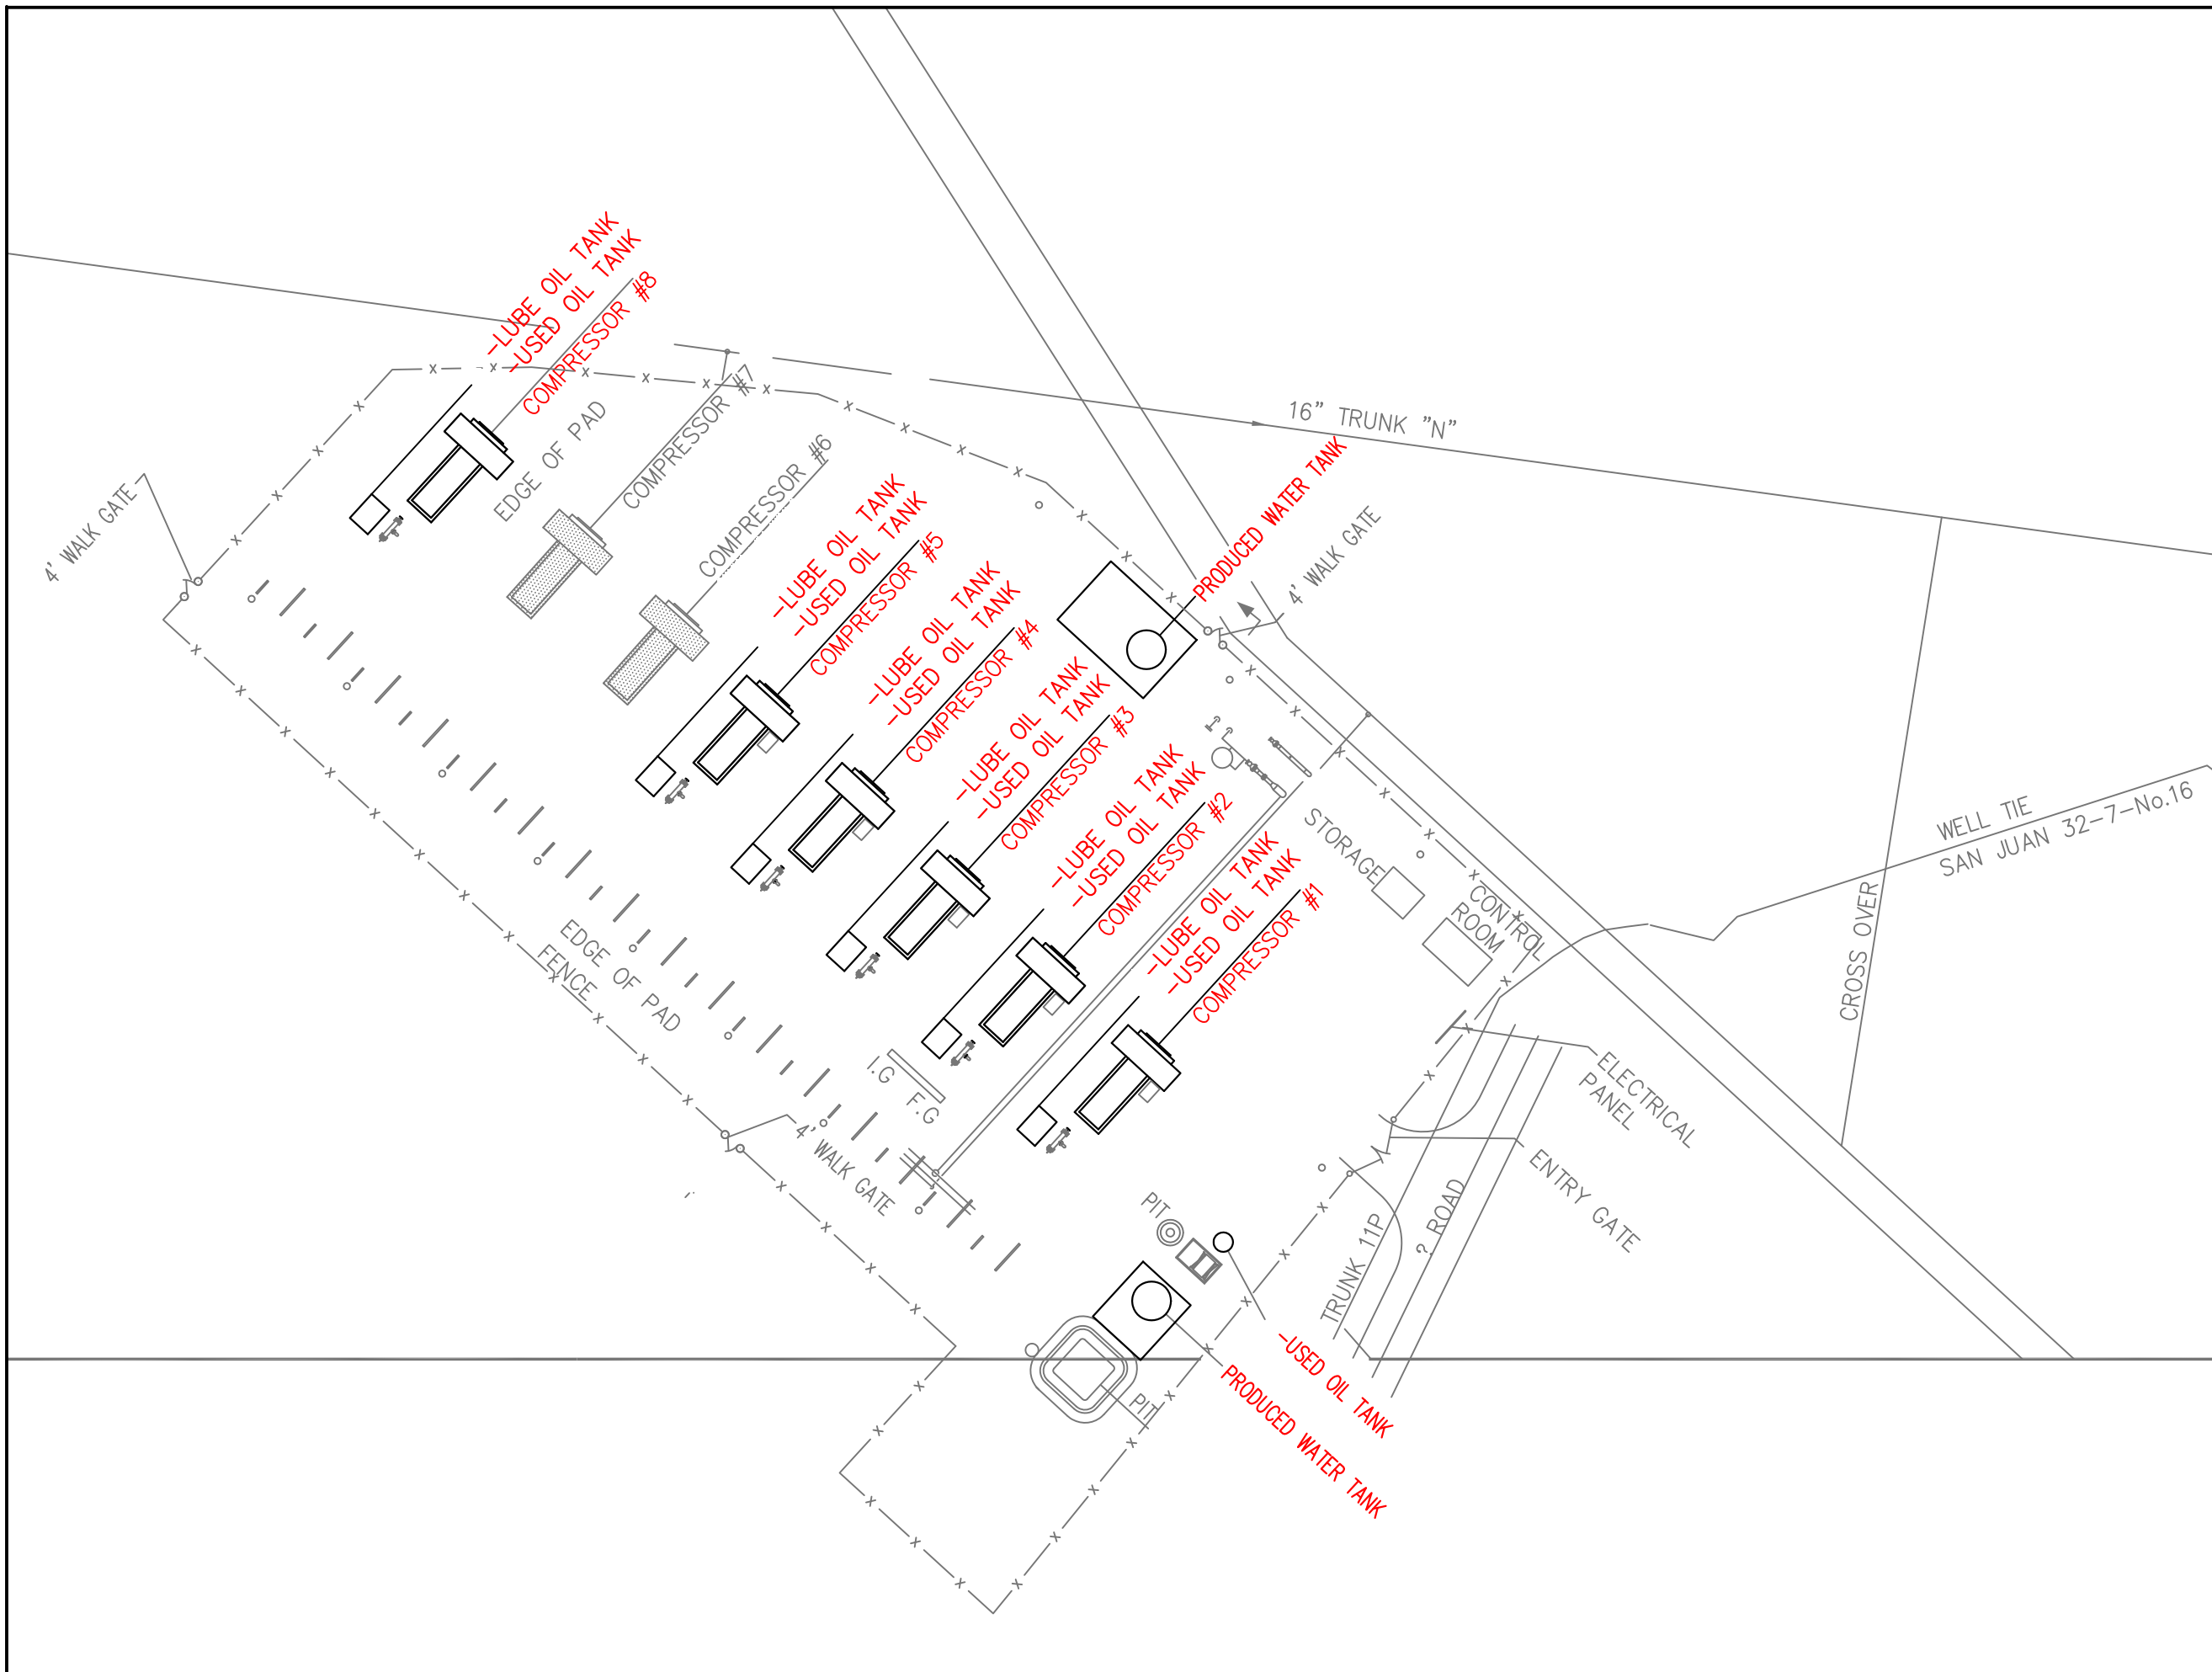 -LUBE OIL TANK
-USED OIL TANK
COMPRESSOR #8
EDGE OF PAD
COMPRESSOR #7
COMPRESSOR #6
16" TRUNK "N"
4' WALK GATE
PRODUCED WATER TANK
4' WALK GATE
-LUBE OIL TANK
-USED OIL TANK
COMPRESSOR #5
-LUBE OIL TANK
-USED OIL TANK
COMPRESSOR #4
-LUBE OIL TANK
-USED OIL TANK
COMPRESSOR #3
-LUBE OIL TANK
-USED OIL TANK
COMPRESSOR #2
-LUBE OIL TANK
-USED OIL TANK
COMPRESSOR #1
STORAGE
CONTROL
ROOM
WELL TIE
SAN JUAN 32-7-No.16
CROSS OVER
EDGE OF PAD
FENCE
I.G
F.G
4' WALK GATE
ELECTRICAL
PANEL
ENTRY GATE
PIT
TRUNK 11P
? ROAD
-USED OIL TANK
PRODUCED WATER TANK
PIT